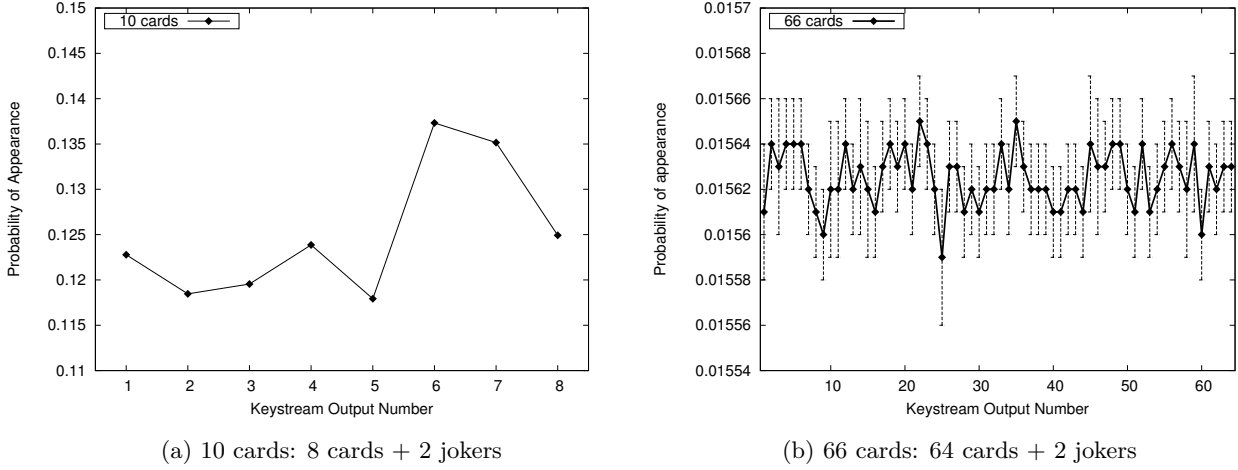 0.15
0.145
0.14
0.135
0.13
0.125
0.12
0.115
0.11
Probability of Appearance
10 cards
1 2 3 4 5 6 7 8
Keystream Output Number
(a) 10 cards: 8 cards + 2 jokers
0.0157
0.01568
0.01566
0.01564
0.01562
0.0156
0.01558
0.01556
0.01554
Probability of appearance
66 cards
10 20 30 40 50 60
Keystream Output Number
(b) 66 cards: 64 cards + 2 jokers